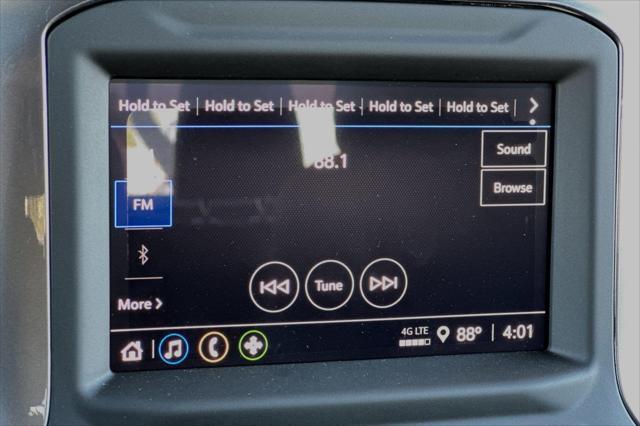 Hold to Set Hold to Set Hold to Set Hold to Set Hold to Set
88.1
Sound
FM
Browse
Tune
More
4G LTE 88° 4:01